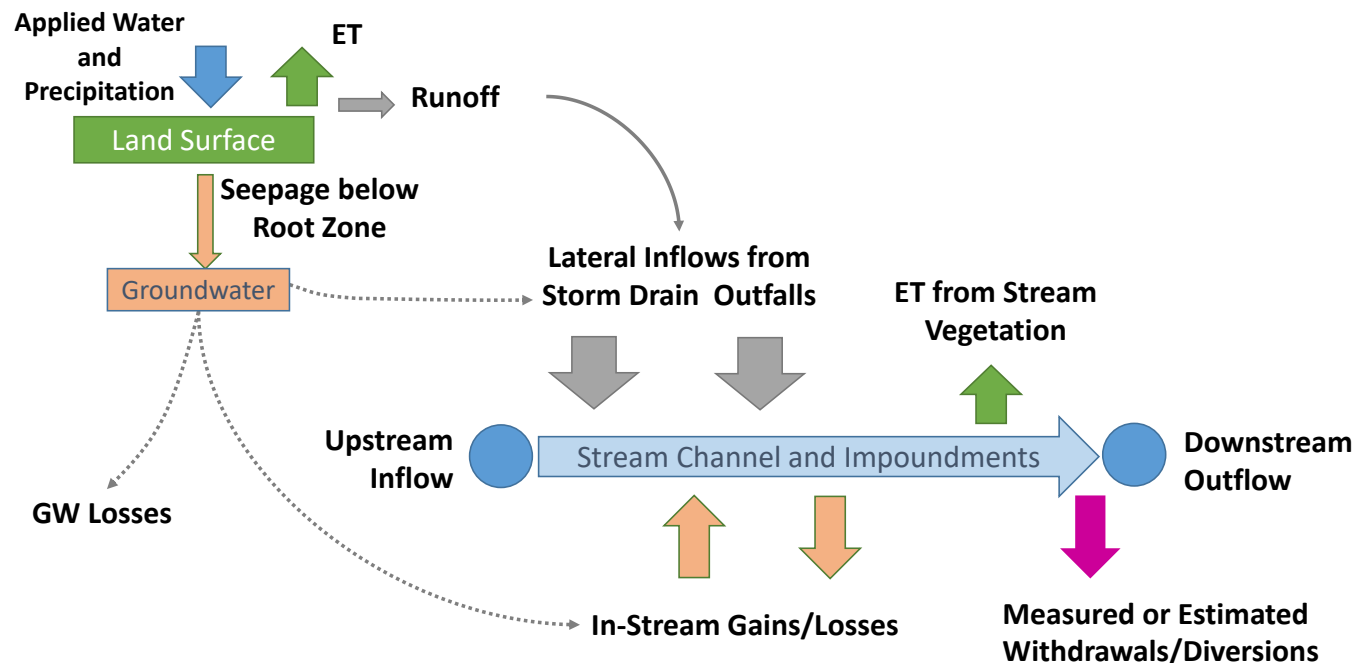 Applied Water
and
Precipitation
ET
Runoff
Land Surface
Seepage below
Root Zone
Groundwater
Lateral Inflows from
Storm Drain Outfalls
ET from Stream
Vegetation
Upstream
Inflow
Stream Channel and Impoundments
Downstream
Outflow
GW Losses
In-Stream Gains/Losses
Measured or Estimated
Withdrawals/Diversions